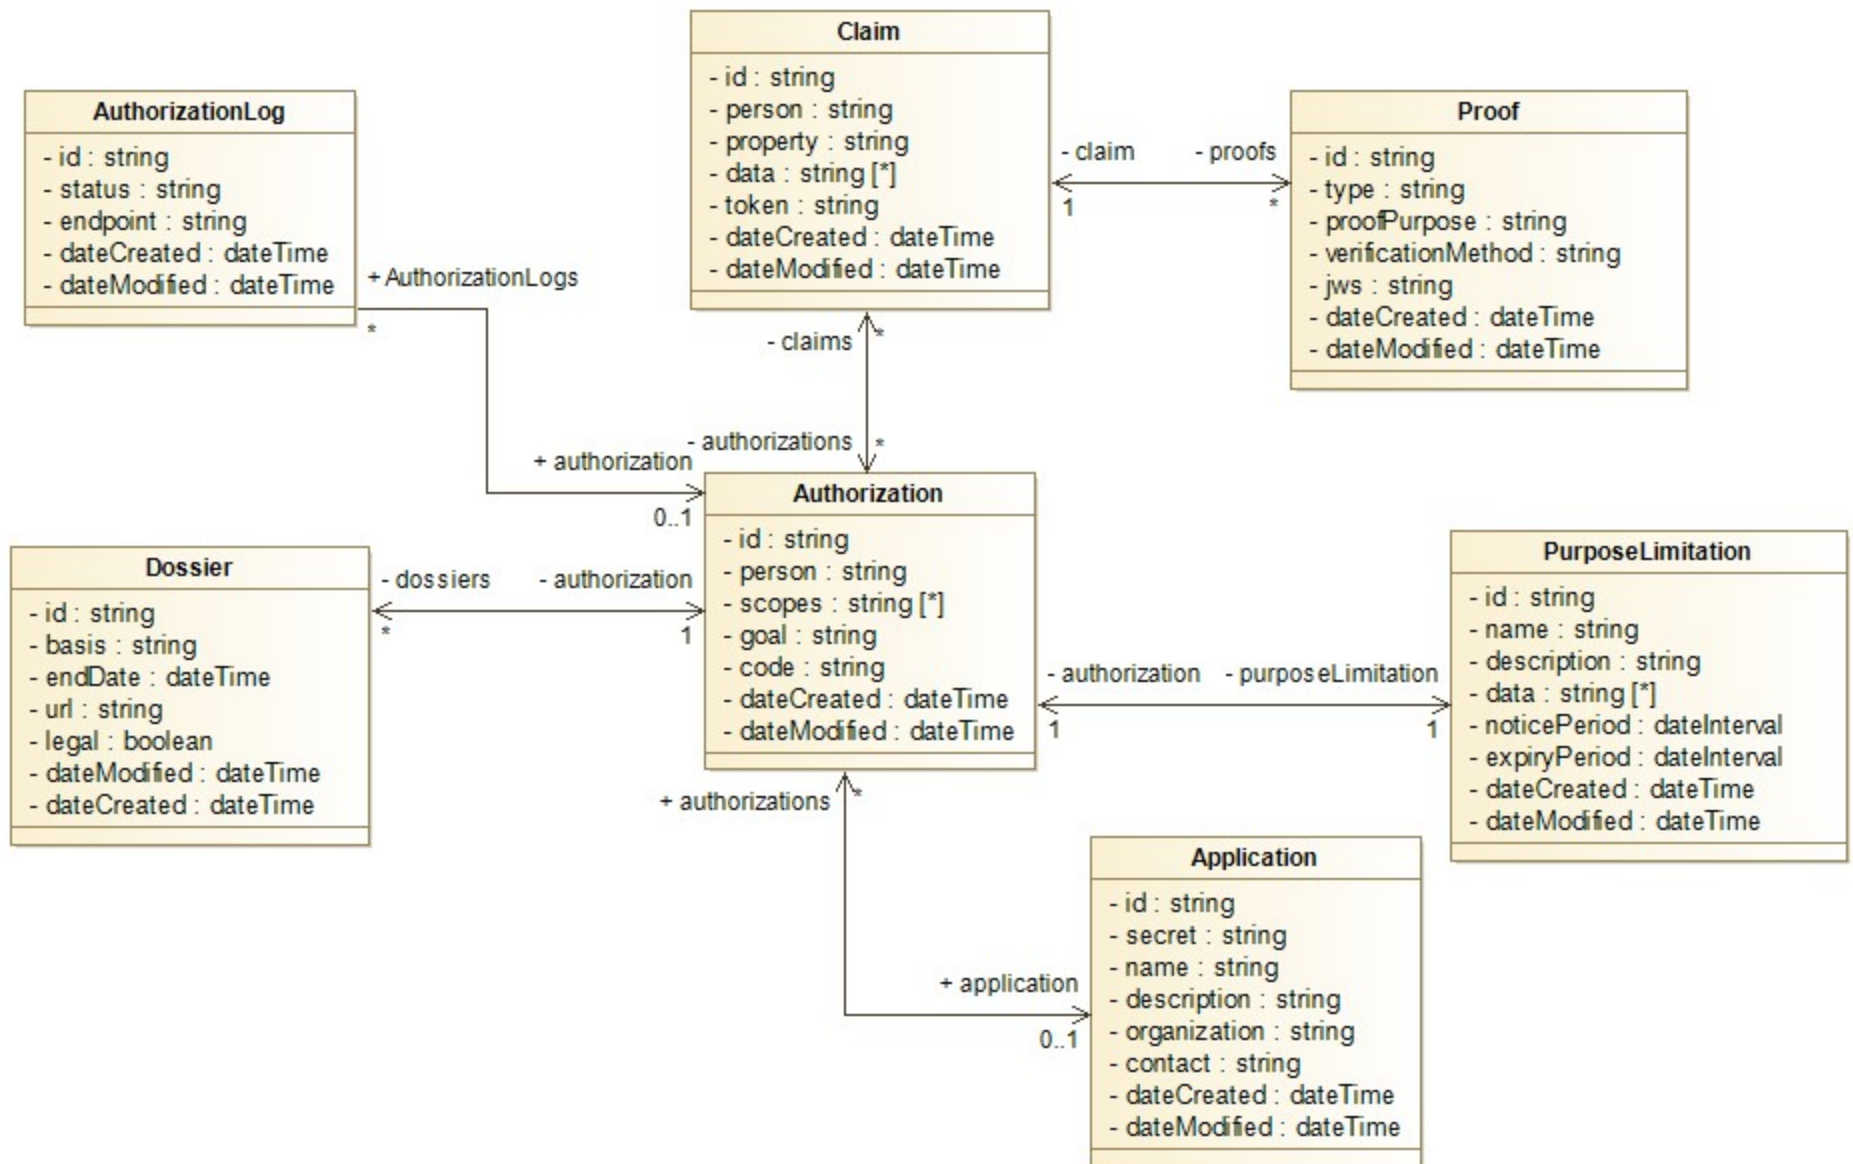 Claim
- id : string
- person : string
- property : string
- data : string [*]
- token : string
- dateCreated : dateTime
- dateModified : dateTime
AuthorizationLog
- id : string
- status : string
- endpoint : string
- dateCreated : dateTime
- dateModified : dateTime
Proof
- id : string
- type : string
- proofPurpose : string
- verificationMethod : string
- jws : string
- dateCreated : dateTime
- dateModified : dateTime
- claim
- proofs
1
*
+ AuthorizationLogs
*
- claims
*
- authorizations
*
+ authorization
0..1
Authorization
- id : string
- person : string
- scopes : string [*]
- goal : string
- code : string
- dateCreated : dateTime
- dateModified : dateTime
Dossier
- id : string
- basis : string
- endDate : dateTime
- url : string
- legal : boolean
- dateModified : dateTime
- dateCreated : dateTime
- dossiers
- authorization
*
1
PurposeLimitation
- id : string
- name : string
- description : string
- data : string [*]
- noticePeriod : dateInterval
- expiryPeriod : dateInterval
- dateCreated : dateTime
- dateModified : dateTime
- authorization
- purposeLimitation
1
1
+ authorizations
*
+ application
0..1
Application
- id : string
- secret : string
- name : string
- description : string
- organization : string
- contact : string
- dateCreated : dateTime
- dateModified : dateTime